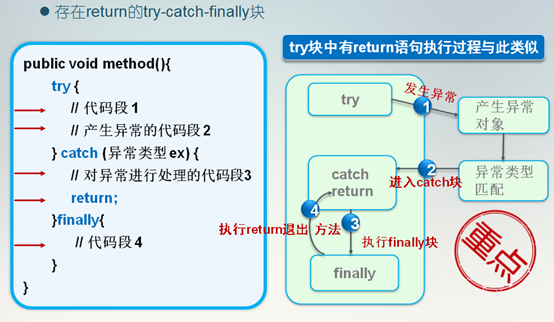 存在return的try-catch-finally块
public void method(){
try {
// 代码段1
// 产生异常的代码段2
} catch (异常类型ex) {
// 对异常进行处理的代码段3
return;
}finally{
// 代码段4
}
}
try块中有return语句执行过程与此类似
try
发生异常
1
产生异常
对象
catch
return
2
进入catch块
异常类型
匹配
4
3
执行return退出 方法
执行finally块
finally
重点